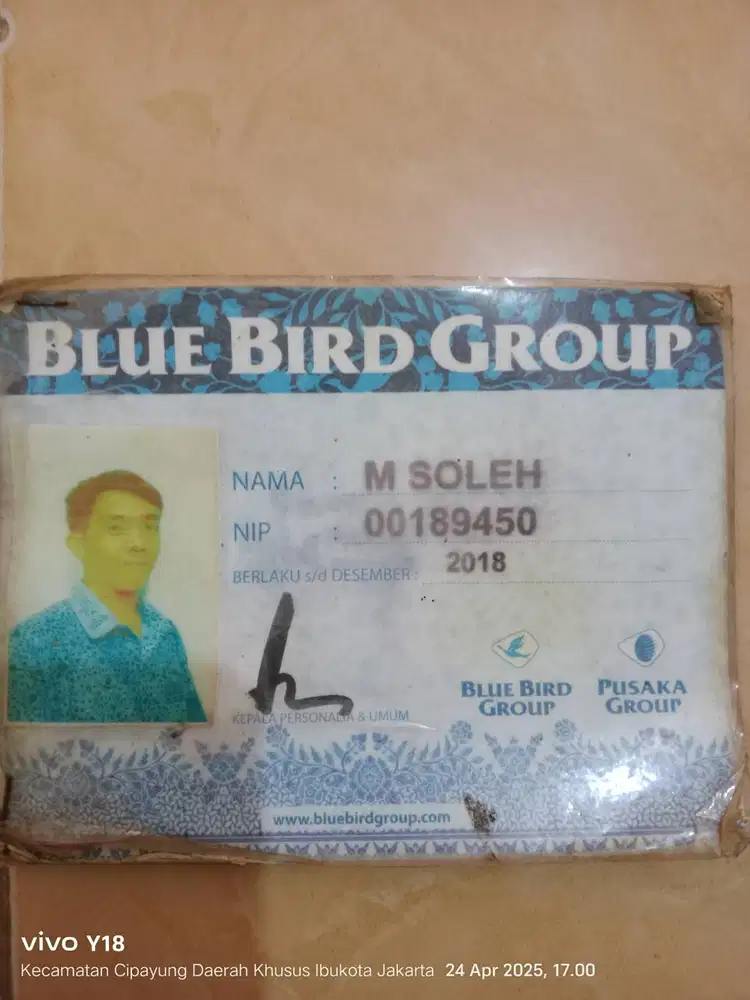 BLUE BIRD GROUP
NAMA : M SOLEH
NIP : 00189450
BERLAKU s/d DESEMBER : 2018
KEPALA PERSONALIA & UMUM
BLUE BIRD GROUP
PUSAKA GROUP
www.bluebirdgroup.com
vivo Y18
Kecamatan Cipayung Daerah Khusus Ibukota Jakarta 24 Apr 2025, 17.00